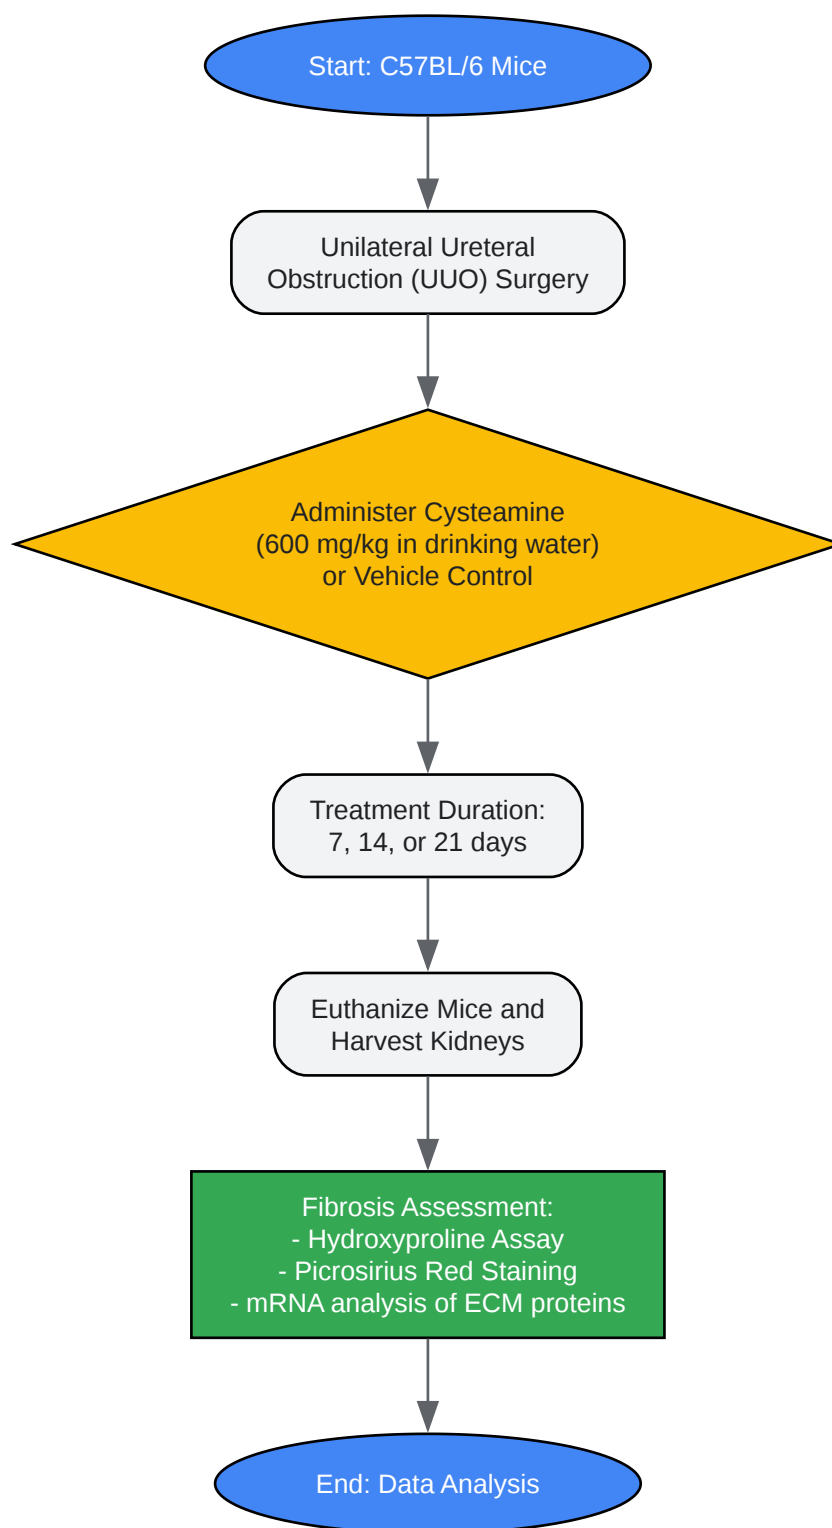 Start: C57BL/6 Mice
Unilateral Ureteral
Obstruction (UUO) Surgery
Administer Cysteamine
(600 mg/kg in drinking water)
or Vehicle Control
Treatment Duration:
7, 14, or 21 days
Euthanize Mice and
Harvest Kidneys
Fibrosis Assessment:
- Hydroxyproline Assay
- Picrosirius Red Staining
- mRNA analysis of ECM proteins
End: Data Analysis